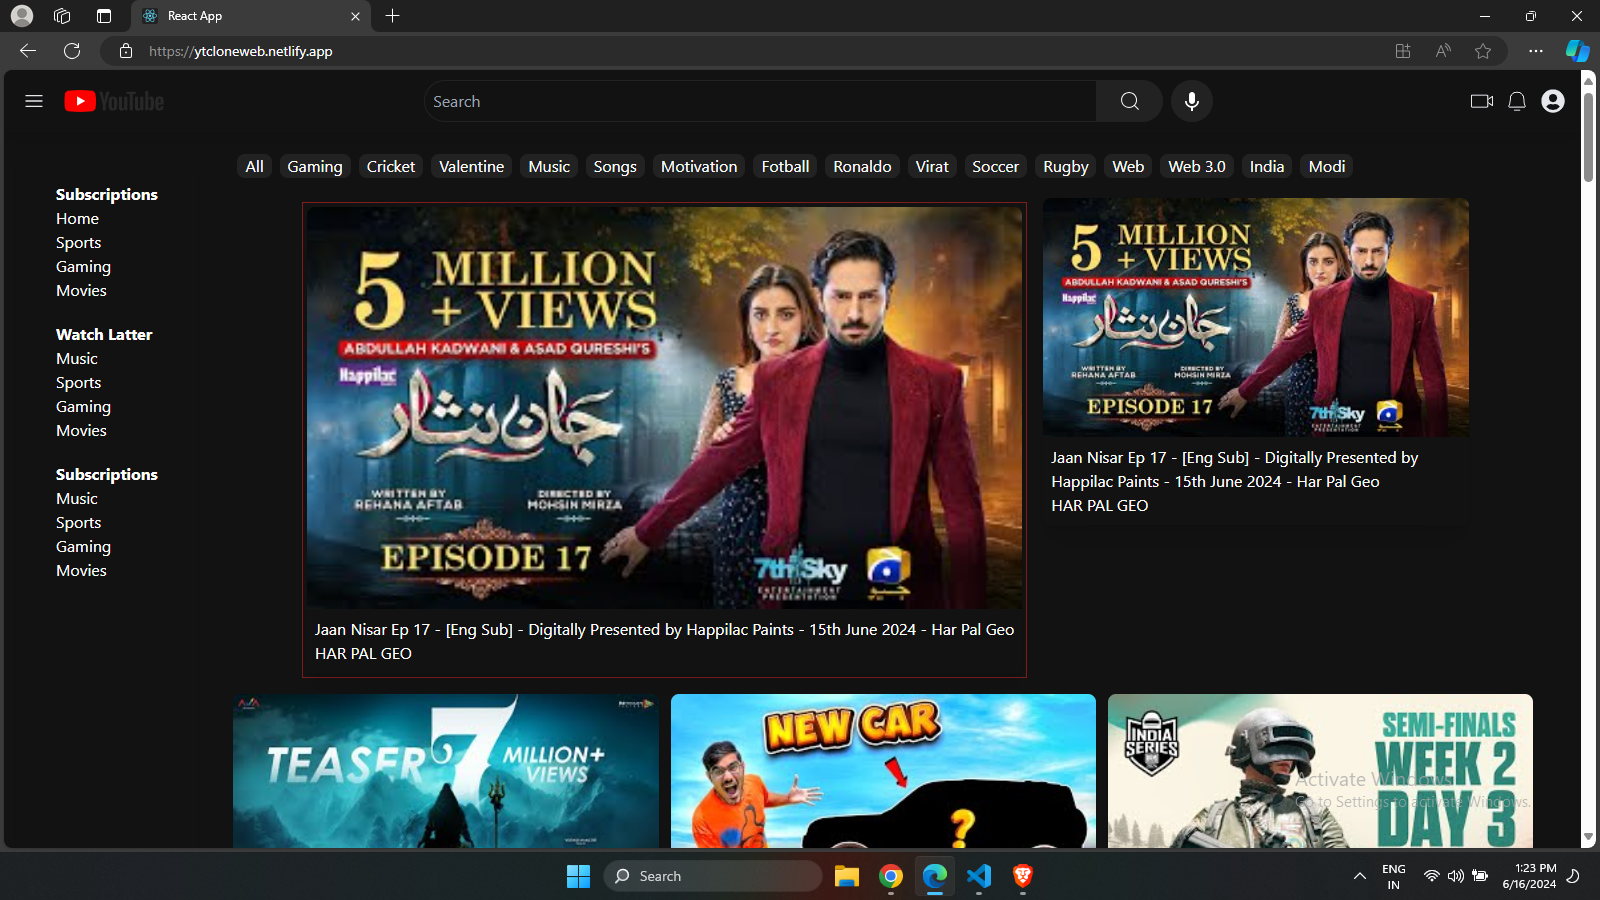 React App
https://ytcloneweb.netlify.app
YouTube
Search
All Gaming Cricket Valentine Music Songs Motivation Fotball Ronaldo Virat Soccer Rugby Web Web 3.0 India Modi
Subscriptions
Home
Sports
Gaming
Movies
Watch Latter
Music
Sports
Gaming
Movies
Subscriptions
Music
Sports
Gaming
Movies
5 MILLION
+ VIEWS
ABDULLAH KADWANI & ASAD QURESHI'S
Happilac
جان نثار
WRITTEN BY
REHANA AFTAB
DIRECTED BY
MOHSIN MIRZA
EPISODE 17
7th Sky
ENTERTAINMENT
PRESENTATION
Jaan Nisar Ep 17 - [Eng Sub] - Digitally Presented by Happilac Paints - 15th June 2024 - Har Pal Geo
HAR PAL GEO
5 MILLION
+ VIEWS
ABDULLAH KADWANI & ASAD QURESHI'S
Happilac
جان نثار
WRITTEN BY
REHANA AFTAB
DIRECTED BY
MOHSIN MIRZA
EPISODE 17
7th Sky
ENTERTAINMENT
PRESENTATION
Jaan Nisar Ep 17 - [Eng Sub] - Digitally Presented by
Happilac Paints - 15th June 2024 - Har Pal Geo
HAR PAL GEO
TEASER 7 MILLION+
VIEWS
NEW CAR
?
INDIA
SERIES
SEMI-FINALS
WEEK 2
DAY 3
Activate Windows
Go to Settings to activate Windows.
Search
ENG
IN
1:23 PM
6/16/2024